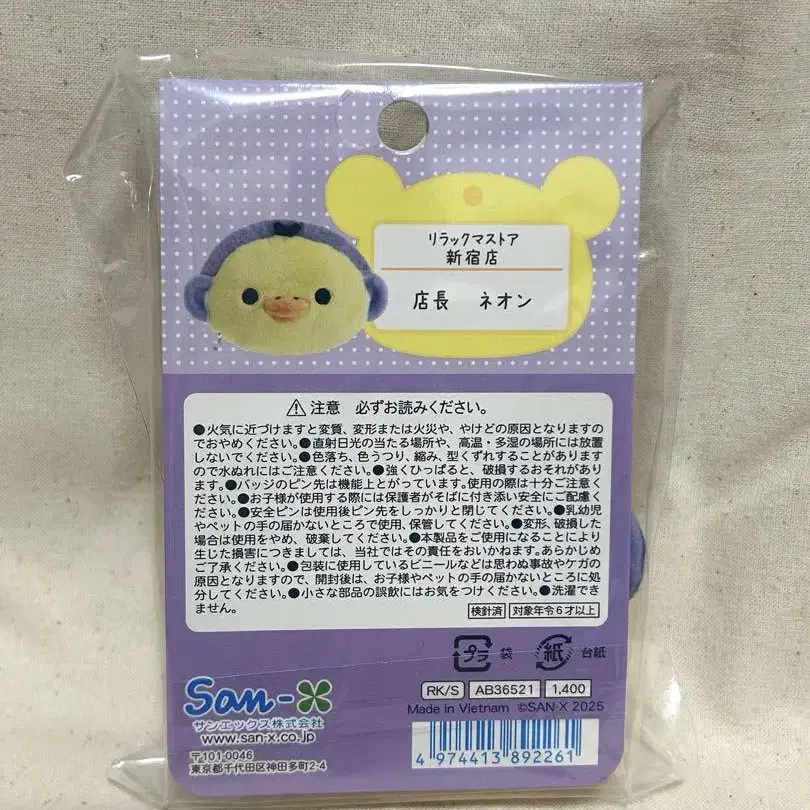 リラックマストア
新宿店
店長 ネオン
⚠注意 必ずお読みください。
●火気に近づけますと変質、変形または火災や、やけどの原因となりますの
でおやめください。●直射日光の当たる場所や、高温・多湿の場所には放置
しないでください。●色落ち、色うつり、縮み、型くずれすることがあります
ので水ぬれにはご注意ください。●強くひっぱると、破損するおそれがあり
ます。●バッジのピン先は機能上とがっています。使用の際は十分ご注意く
ださい。●お子様が使用する際には保護者がそばに付き添い安全にご配慮く
ださい。●安全ピンは使用後ピン先をしっかりと閉じてください。●乳幼児
やペットの手の届かないところで使用、保管してください。●変形、破損した
場合は使用をやめ、破棄してください。●本製品をご使用になることにより
生じた損害につきましては、当社ではその責任をおいかねます。あらかじめ
ご了承ください。●包装に使用しているビニールなどは思わぬ事故やケガの
原因となりますので、開封後は、お子様やペットの手の届かないところに処
分してください。●小さな部品の誤飲にはお気をつけください。●洗濯でき
ません。
検針済 対象年令6才以上
プラ 袋 紙 台紙
RK/S AB36521 1,400
Made in Vietnam ©SAN-X 2025
San-X
サンエックス株式会社
www.san-x.co.jp
〒101-0046
東京都千代田区神田多町2-4
4 974413 892261